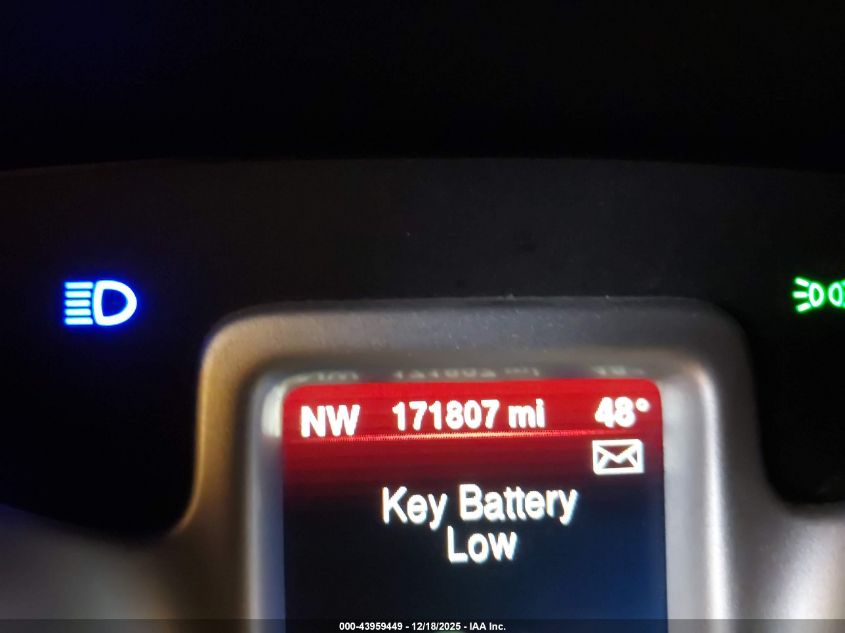 NW 171807 mi 48°
Key Battery
Low
000-43959449 - 12/18/2025 - IAA Inc.